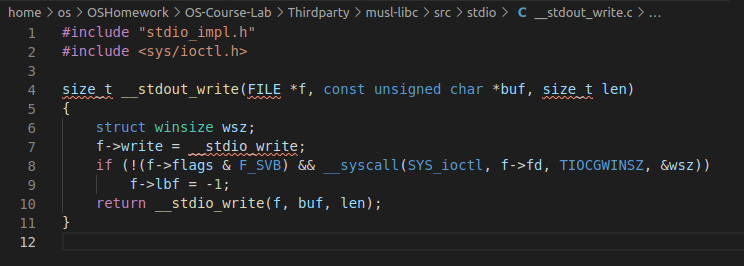 home > os > OSHomework > OS-Course-Lab > Thirdparty > musl-libc > src > stdio > C __stdout_write.c > ...
1 #include "stdio_impl.h"
2 #include <sys/ioctl.h>
3
4 size_t __stdout_write(FILE *f, const unsigned char *buf, size_t len)
5 {
6     struct winsize wsz;
7     f->write = __stdio_write;
8     if (!(f->flags & F_SVB) && __syscall(SYS_ioctl, f->fd, TIOCGWINSZ, &wsz))
9         f->lbf = -1;
10     return __stdio_write(f, buf, len);
11 }
12